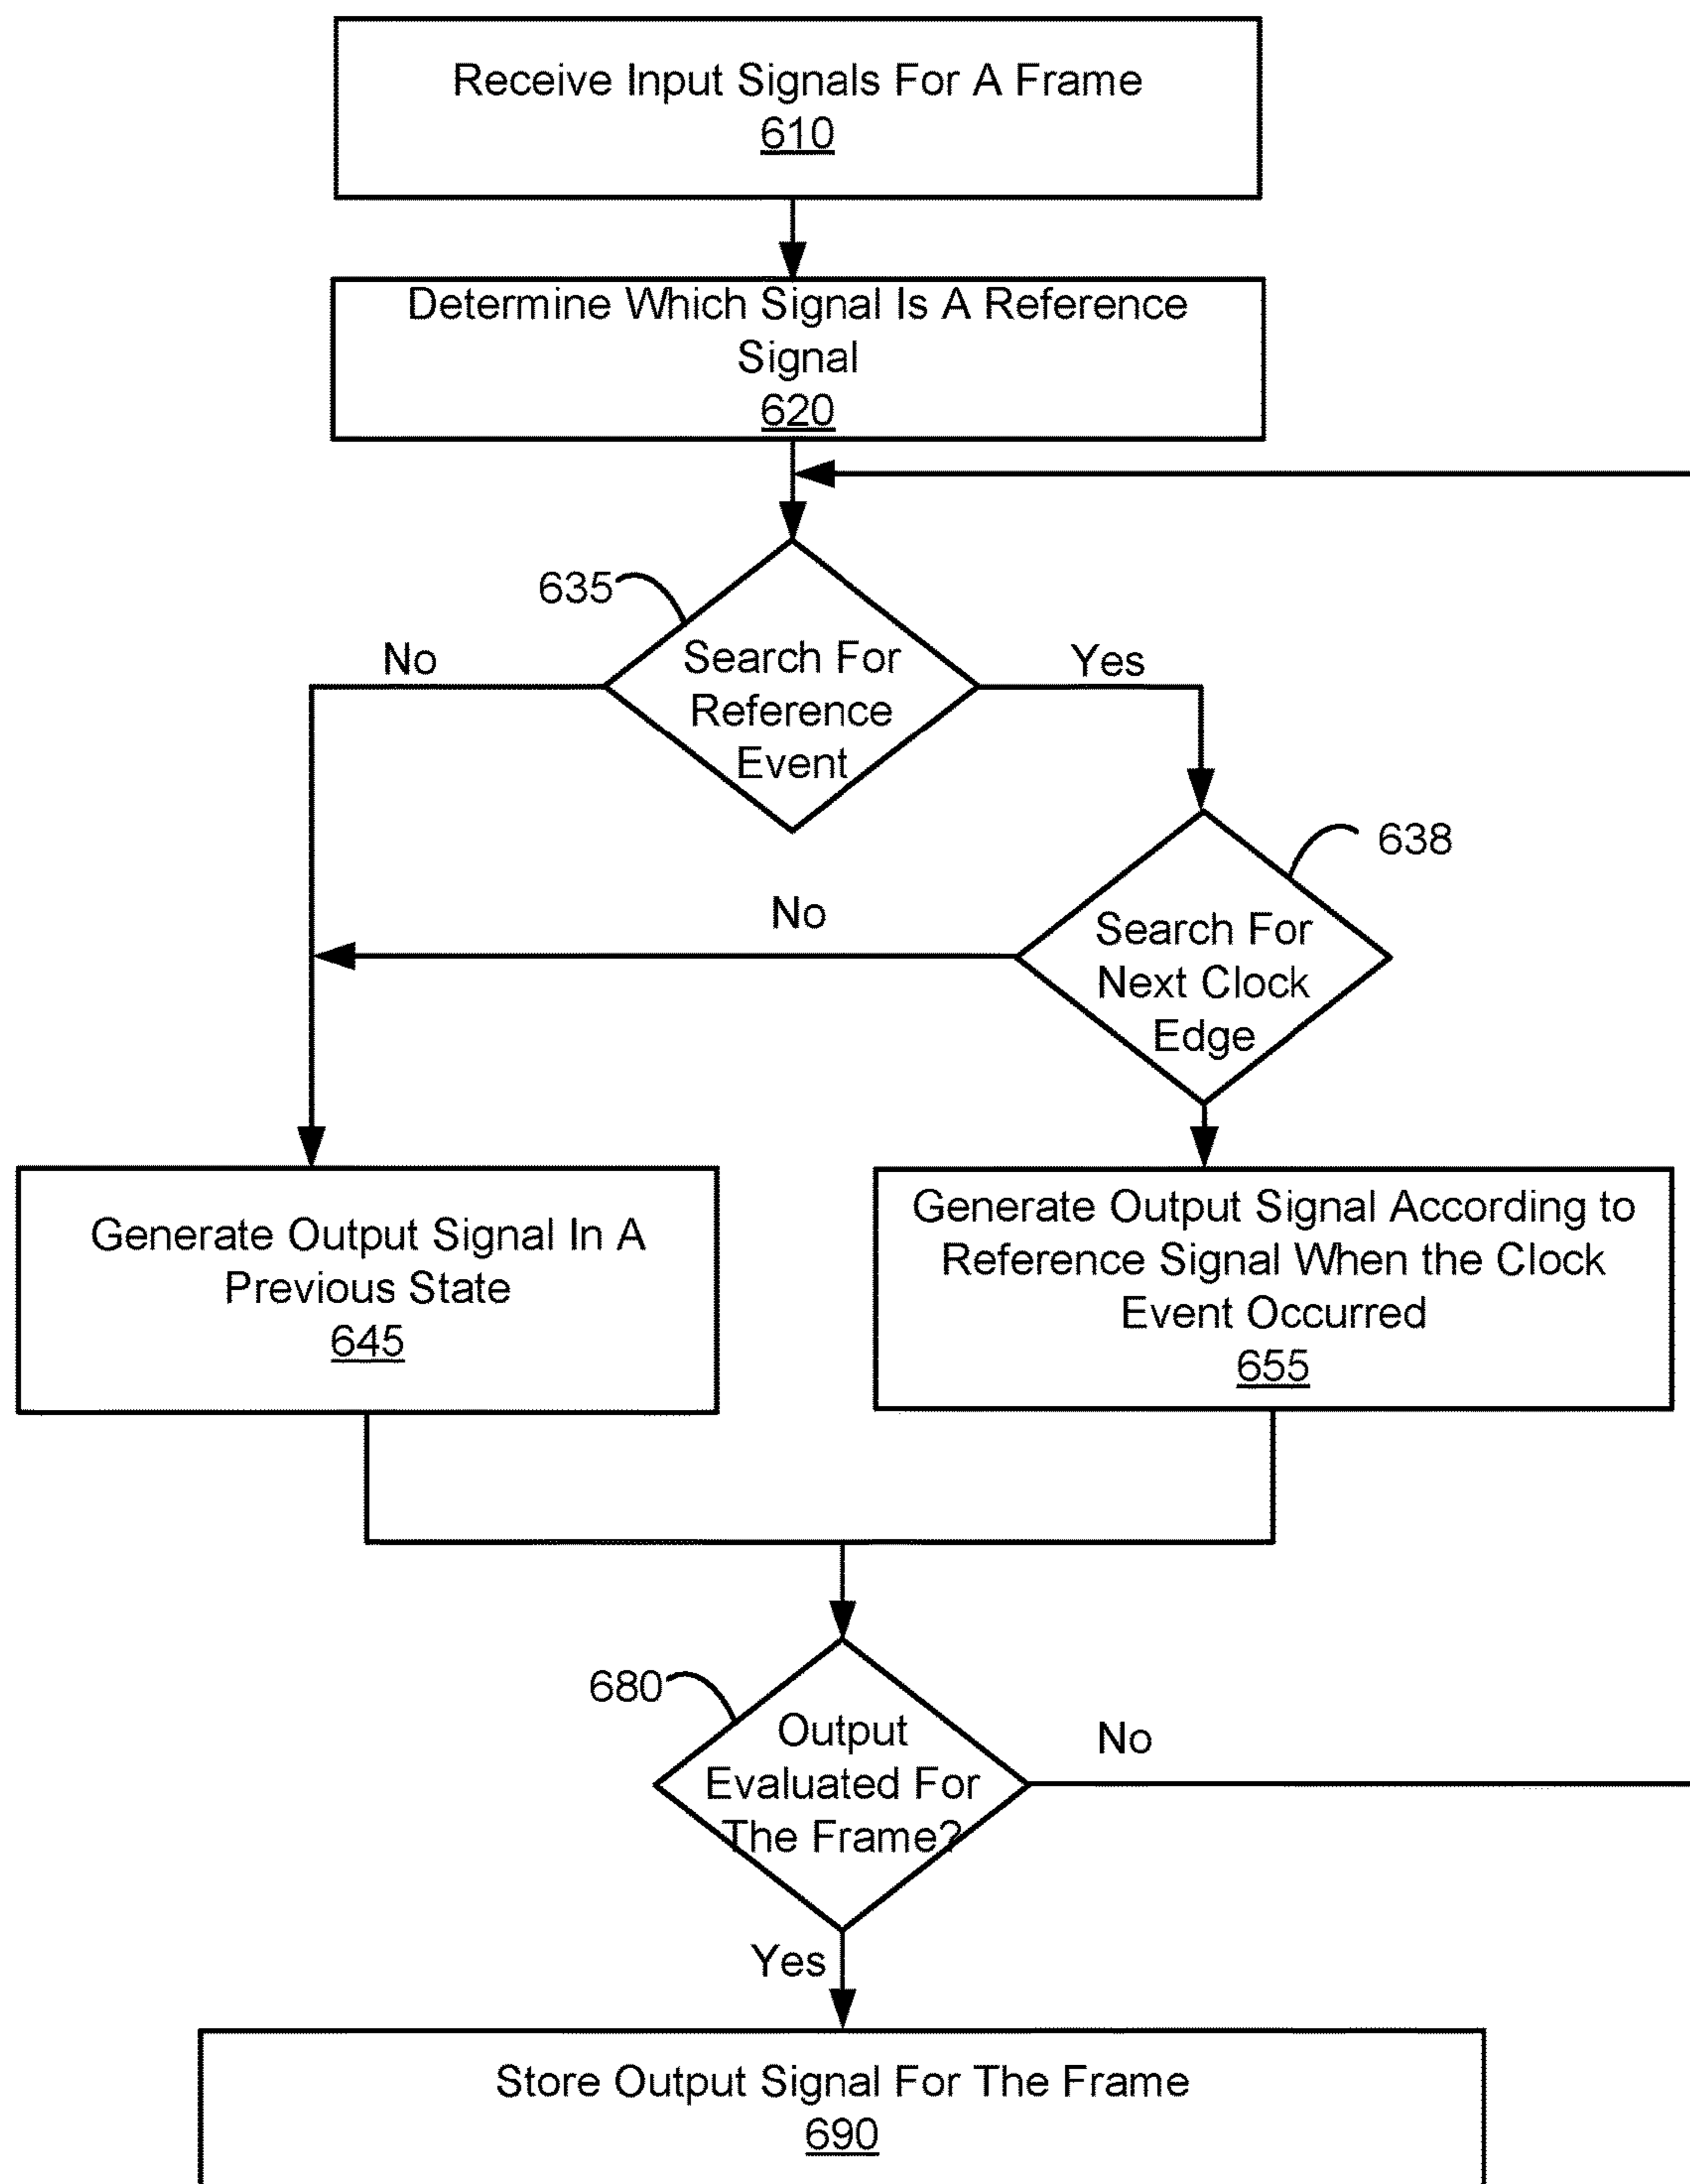 Receive Input Signals For A Frame
610
Determine Which Signal Is A Reference
Signal
620
635
No
Search For
Reference
Event
Yes
638
No
Search For
Next Clock
Edge
Generate Output Signal In A
Previous State
645
Generate Output Signal According to
Reference Signal When the Clock
Event Occurred
655
680
Output
Evaluated For
The Frame?
No
Yes
Store Output Signal For The Frame
690